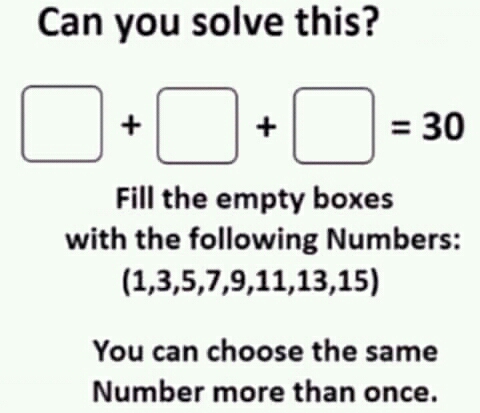 Can you solve this?
+ + = 30
Fill the empty boxes
with the following Numbers:
(1,3,5,7,9,11,13,15)
You can choose the same
Number more than once.